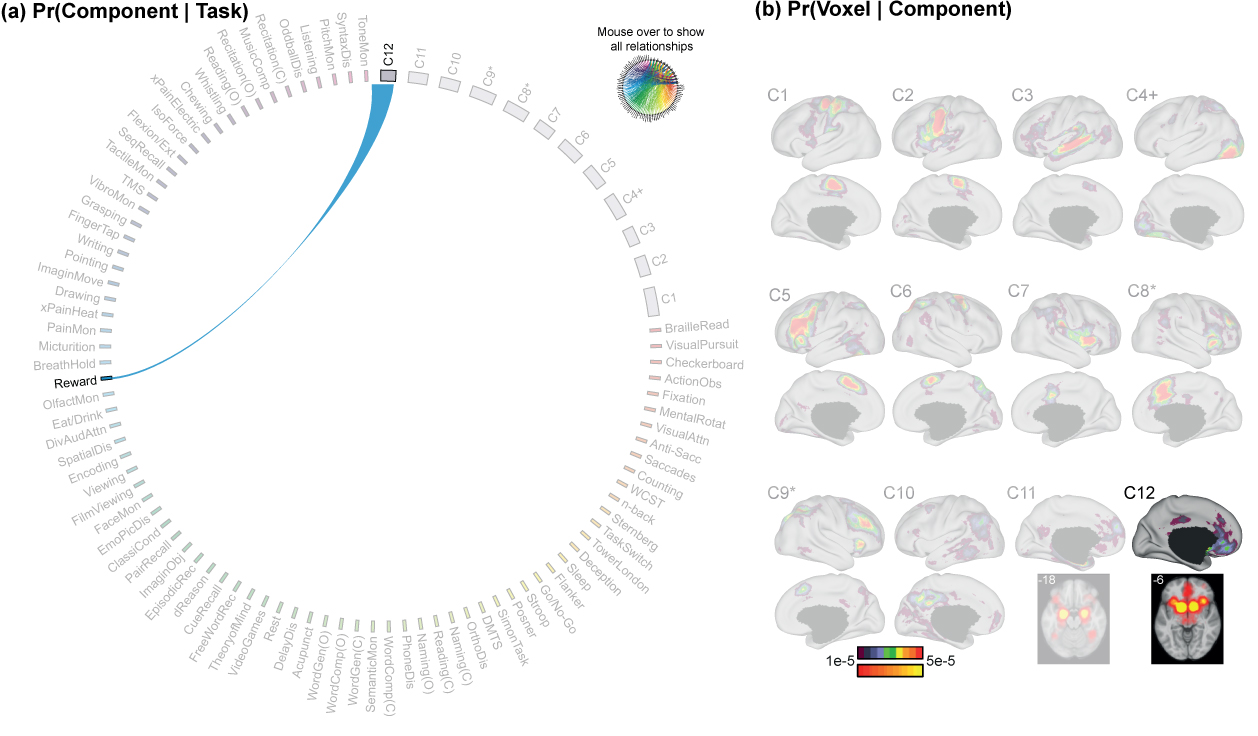 (a) Pr(Component | Task)
(b) Pr(Voxel | Component)
Mouse over to show
all relationships
C12
C11
C10
C9*
C8*
C7
C6
C5
C4+
C3
C2
C1
BrailleRead
VisualPursuit
Checkerboard
ActionObs
Fixation
MentalRotat
VisualAttn
Anti-Sacc
Saccades
Counting
WCST
n-back
Sternberg
TaskSwitch
TowerLondon
Deception
Sleep
Flanker
Go/No-Go
Stroop
Posner
SimonTask
DMTS
OrthoDis
Naming(C)
Reading(C)
Naming(O)
PhoneDis
WordComp(C)
SemanticMon
WordGen(C)
WordComp(O)
WordGen(O)
Acupunct
DelayDis
Rest
VideoGames
TheoryofMind
FreeWordRec
CueRecall
dReason
EpisodicRec
ImaginObj
PairRecall
ClassiCond
EmoPicDis
FaceMon
FilmViewing
Viewing
Encoding
SpatialDis
DivAudAttn
Eat/Drink
OlfactMon
Reward
BreathHold
Micturition
PainMon
xPainHeat
Drawing
ImaginMove
Pointing
Writing
FingerTap
Grasping
VibroMon
TMS
TactileMon
SeqRecall
Flexion/Ext
IsoForce
xPainElectric
Chewing
Whistling
Reading(O)
Recitation(O)
MusicComp
Recitation(C)
OddballDis
Listening
PitchMon
SyntaxDis
ToneMon
C1
C2
C3
C4+
C5
C6
C7
C8*
C9*
C10
C11
C12
-18
-6
1e-5
5e-5